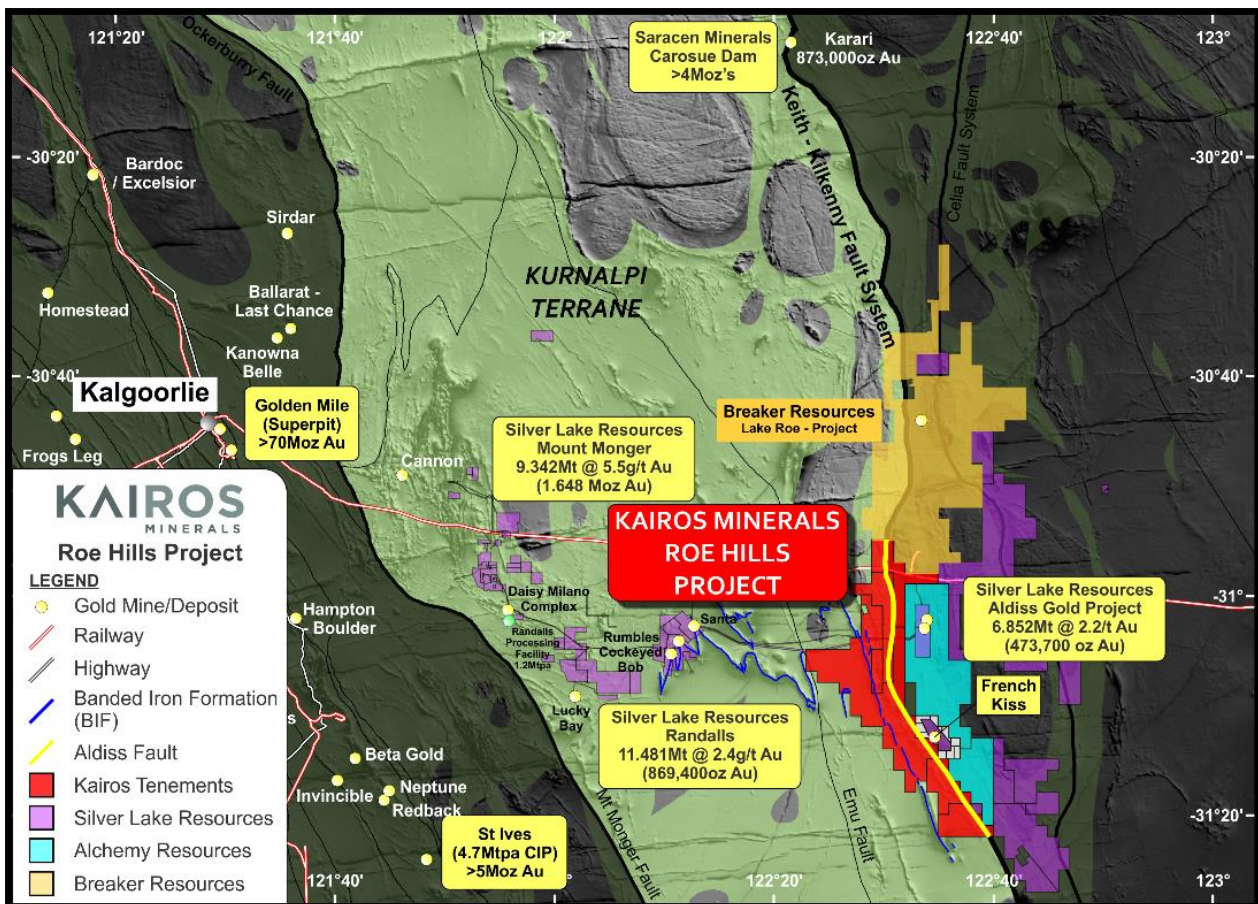 121°20'
121°40'
122°
122°40'
123°
Ockerburry Fault
Saracen Minerals
Carosue Dam
>4Moz's
Karari
873,000oz Au
Keith - Kilkenny Fault System
Celia Fault System
-30°20'
-30°20'
Bardoc
/ Excelsior
Sirdar
KURNALPI
TERRANE
Homestead
Ballarat -
Last Chance
Kanowna
Belle
-30°40'
-30°40'
Kalgoorlie
Golden Mile
(Superpit)
>70Moz Au
Frogs Leg
Cannon
Silver Lake Resources
Mount Monger
9.342Mt @ 5.5g/t Au
(1.648 Moz Au)
Breaker Resources
Lake Roe - Project
KAIROS MINERALS
ROE HILLS
PROJECT
-31°
Daisy Milano
Complex
Randalls
Processing
Facility
1.2Mtpa
Santa
Rumbles
Cockeyed
Bob
Lucky
Bay
Silver Lake Resources
Aldiss Gold Project
6.852Mt @ 2.2/t Au
(473,700 oz Au)
French
Kiss
Silver Lake Resources
Randalls
11.481Mt @ 2.4g/t Au
(869,400oz Au)
Hampton
- Boulder
Beta Gold
Invincible
Neptune
Redback
St Ives
(4.7Mtpa CIP)
>5Moz Au
Mt Monger Fault
Emu Fault
-31°20'
121°40'
122°20'
122°40'
123°
KAIROS
MINERALS
Roe Hills Project
LEGEND
Gold Mine/Deposit
Railway
Highway
Banded Iron Formation
(BIF)
Aldiss Fault
Kairos Tenements
Silver Lake Resources
Alchemy Resources
Breaker Resources